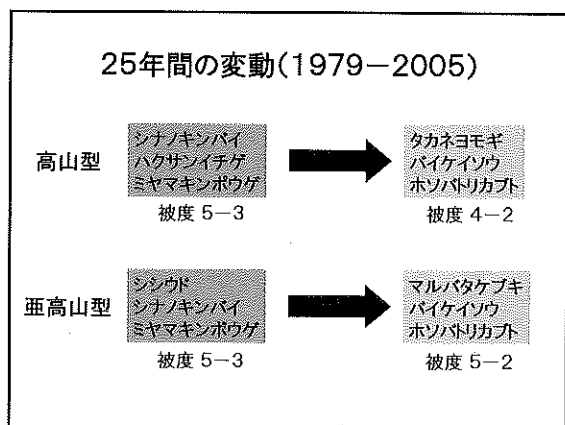 25年間の変動(1979－2005)
高山型
シナノキンバイ
ハクサンイチゲ
ミヤマキンポウゲ
被度 5－3
タカネヨモギ
バイケイソウ
ホソバトリカブト
被度 4－2
亜高山型
シシウド
シナノキンバイ
ミヤマキンポウゲ
被度 5－3
マルバタケブキ
バイケイソウ
ホソバトリカブト
被度 5－2